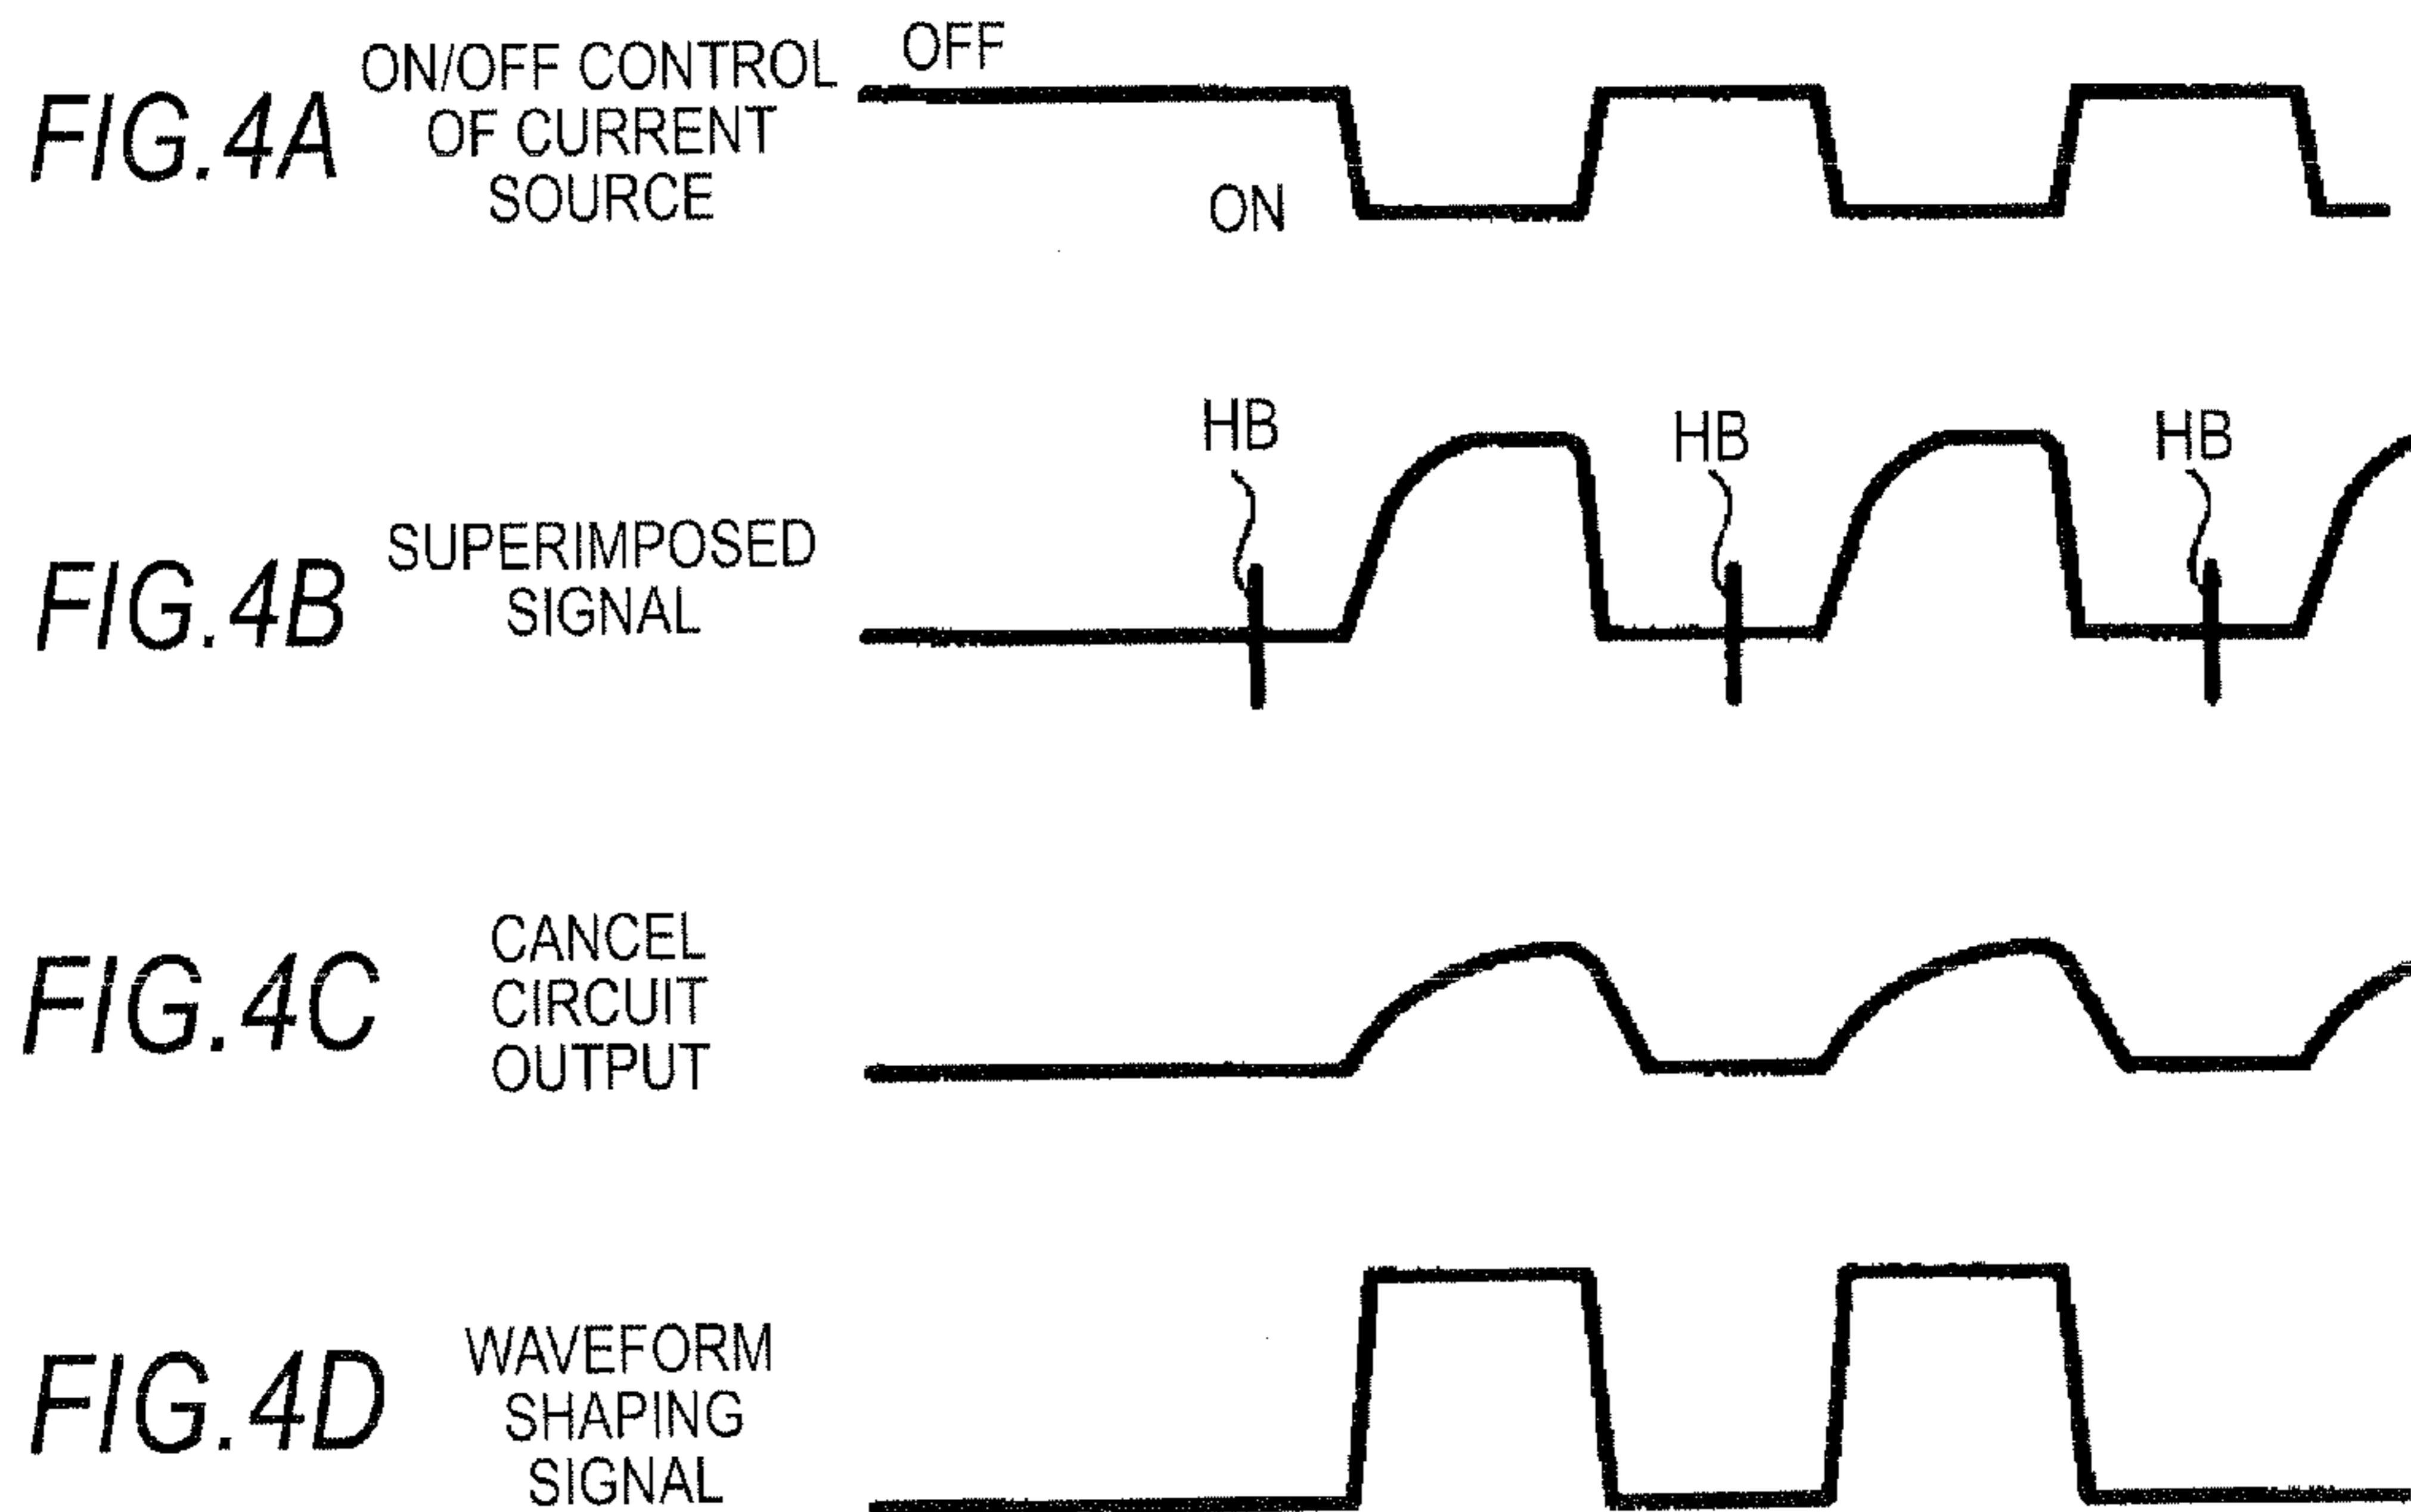 FIG.4A
ON/OFF CONTROL
OF CURRENT
SOURCE
OFF
ON
FIG.4B
SUPERIMPOSED
SIGNAL
HB
HB
HB
FIG.4C
CANCEL
CIRCUIT
OUTPUT
FIG.4D
WAVEFORM
SHAPING
SIGNAL